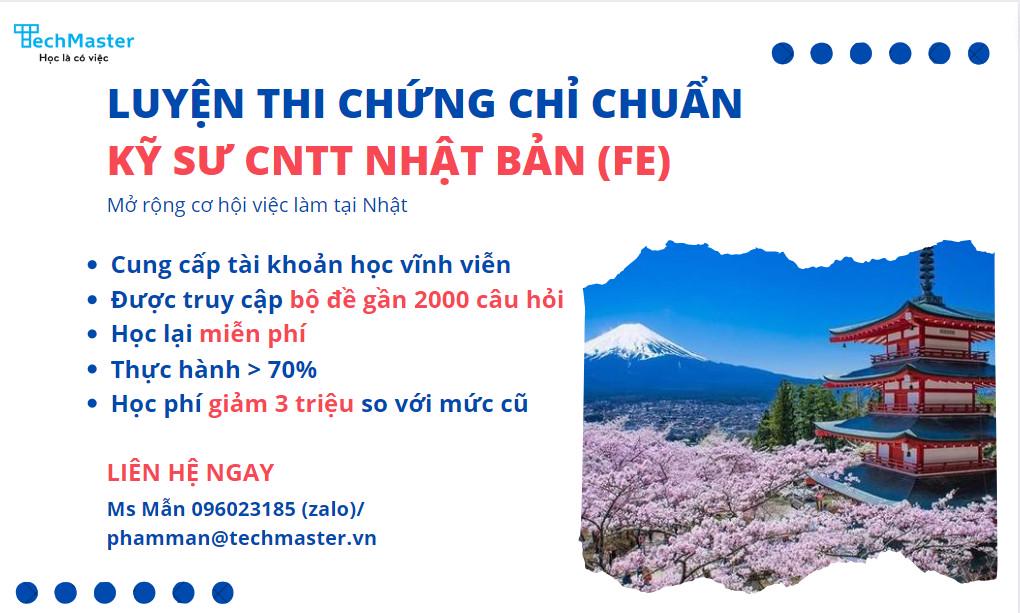 TechMaster
Học là có việc
LUYỆN THI CHỨNG CHỈ CHUẨN
KỸ SƯ CNTT NHẬT BẢN (FE)
Mở rộng cơ hội việc làm tại Nhật
Cung cấp tài khoản học vĩnh viễn
Được truy cập bộ đề gần 2000 câu hỏi
Học lại miễn phí
Thực hành > 70%
Học phí giảm 3 triệu so với mức cũ
LIÊN HỆ NGAY
Ms Mẫn 096023185 (zalo)/
phamman@techmaster.vn